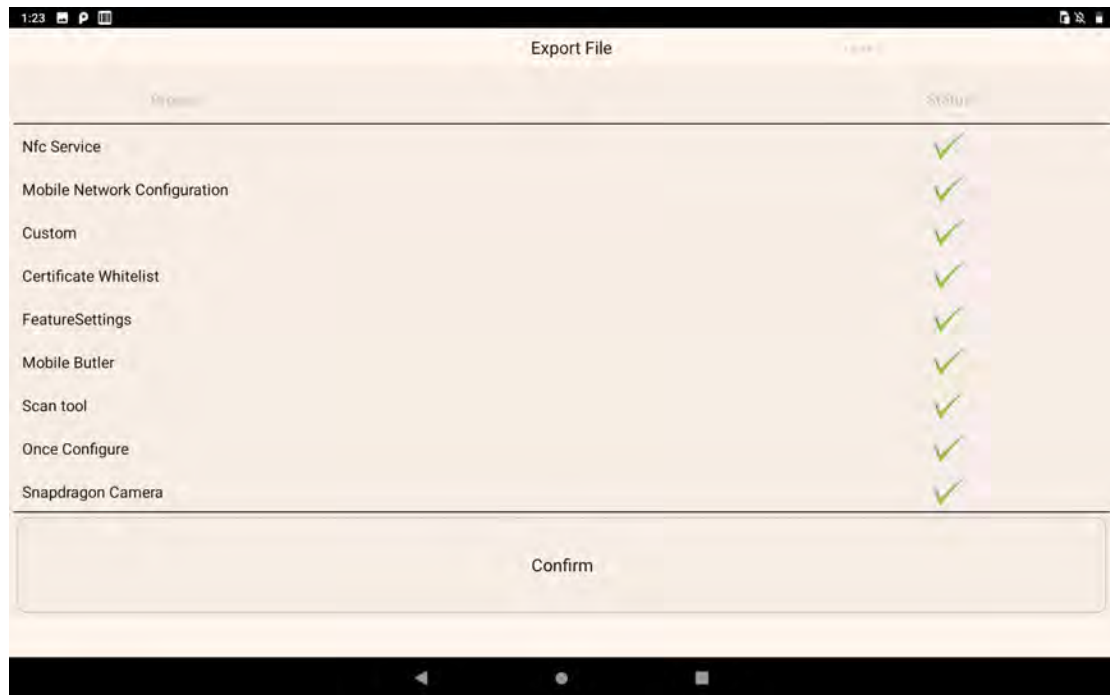 1:23
Export File
Status
Nfc Service
Mobile Network Configuration
Custom
Certificate Whitelist
FeatureSettings
Mobile Butler
Scan tool
Once Configure
Snapdragon Camera
Confirm